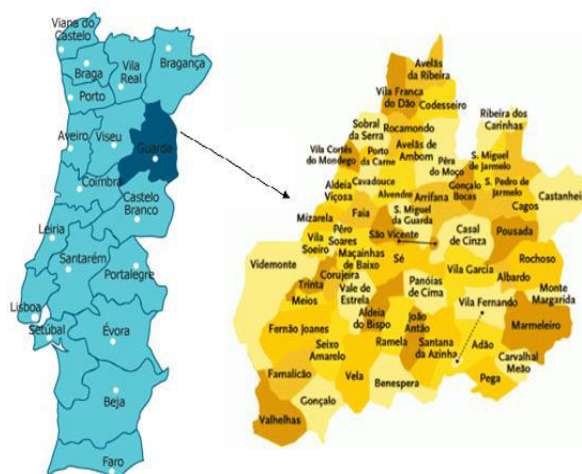 Viana do
Castelo
Braga
Vila
Real
Bragança
Porto
Aveiro
Viseu
Guarda
Coimbra
Castelo
Branco
Leiria
Santarém
Portalegre
Lisboa
Setúbal
Évora
Beja
Faro
Avelãs
da Ribeira
Vila Franca
do Dão
Codesseiro
Ribeira dos
Carinhas
Sobral
da Serra
Rocamondo
Vila Cortês
do Mondego
Porto
da Carne
Avelãs de
Ambom
Pêra
do Moço
S. Miguel
de Jarmelo
Aldeia
Viçosa
Cavadouce
Alvendre
Arrifana
Gonçalo
Bocas
S. Pedro de
Jarmelo
Castanheira
Cagos
Mizarela
Faia
S. Miguel
da Guarda
Pêro
Soares
São Vicente
Casal
de Cinza
Pousada
Vila
Soeiro
Maçainhas
de Baixo
Sé
Videmonte
Corujeira
Trinta
Meios
Vale de
Estrela
Panóias
de Cima
Vila Garcia
Rochoso
Albardo
Monte
Margarida
Vila Fernando
Fernão Joanes
Aldeia
do Bispo
João
Antão
Marmeleiro
Seixo
Amarelo
Ramela
Santana
da Azinha
Adão
Carvalhal
Meão
Famalicão
Vela
Benespera
Pega
Gonçalo
Valhelhas